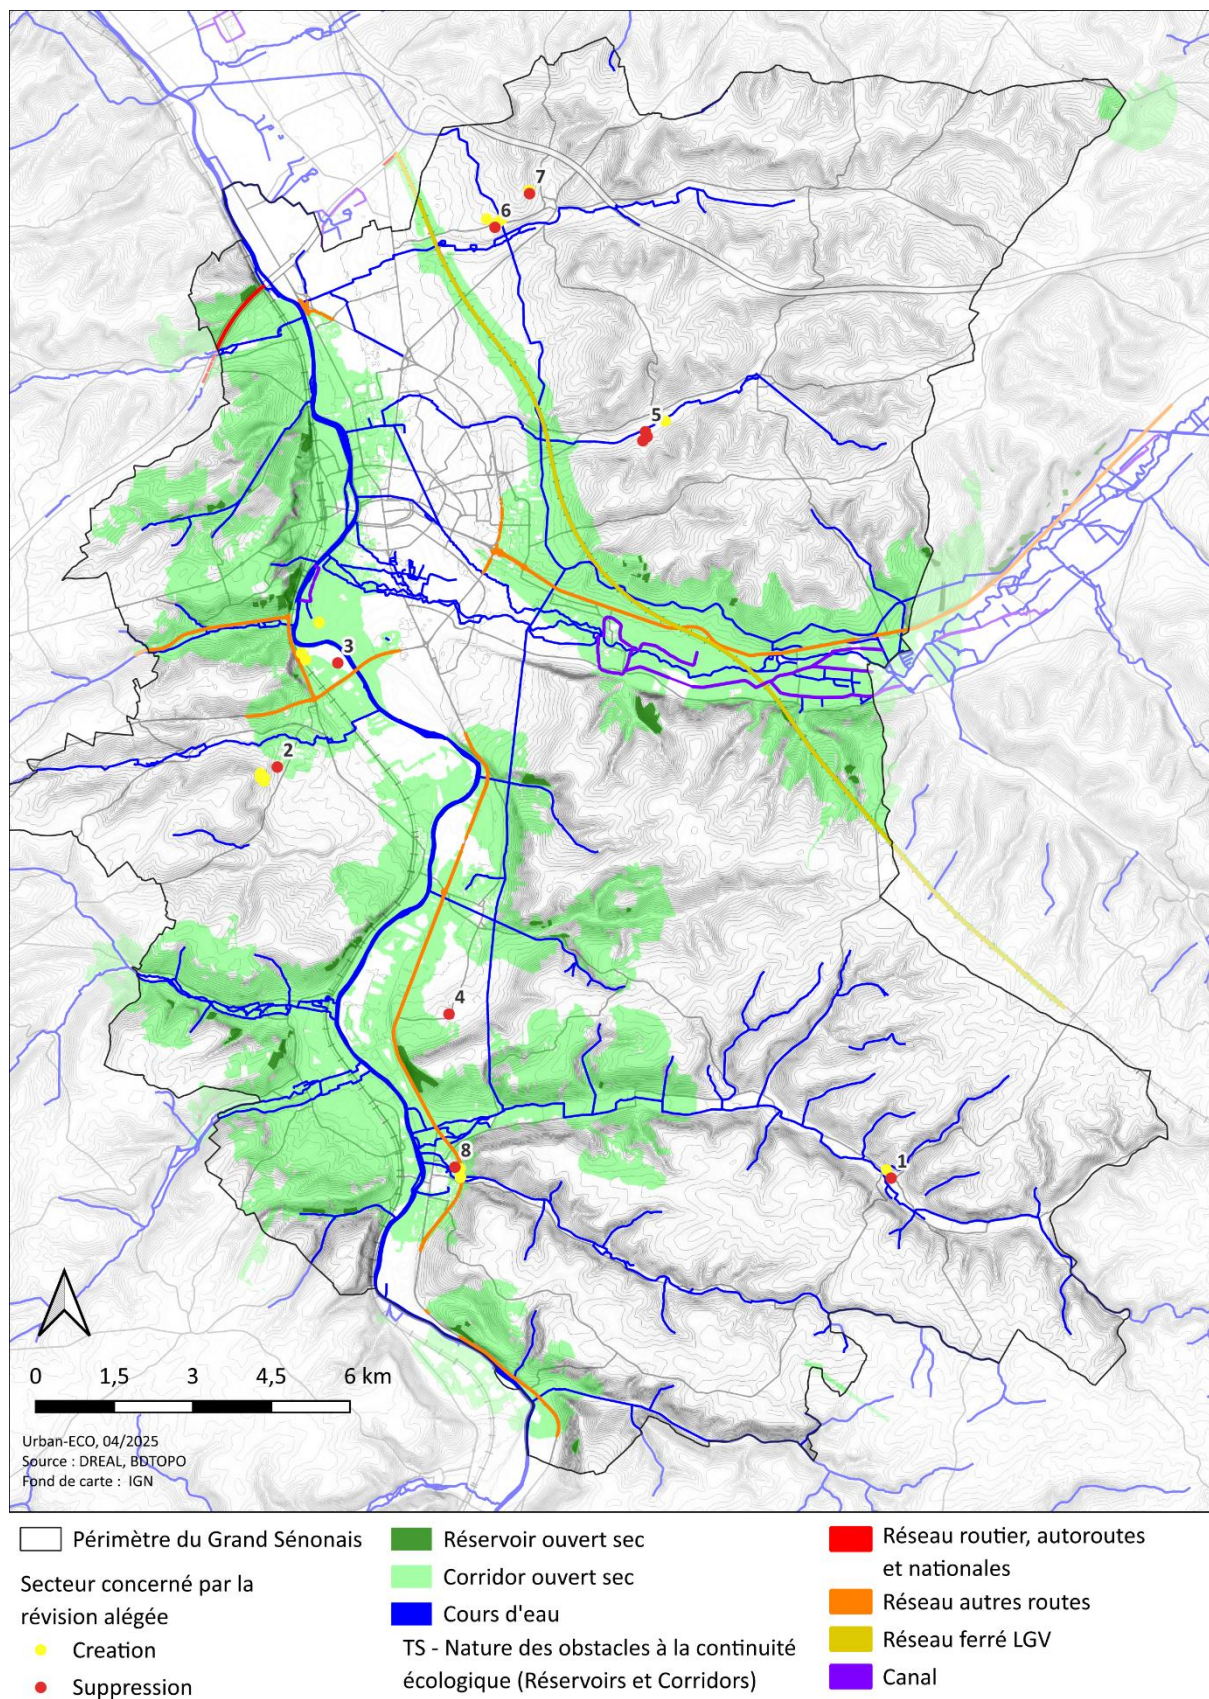 7
6
5
3
2
4
8
1
0 1,5 3 4,5 6 km
Urban-ECO, 04/2025
Source : DREAL, BDTOPO
Fond de carte : IGN
Périmètre du Grand Sénonais
Secteur concerné par la
révision alégée
Creation
Suppression
Réservoir ouvert sec
Corridor ouvert sec
Cours d'eau
TS - Nature des obstacles à la continuité
écologique (Réservoirs et Corridors)
Réseau routier, autoroutes
et nationales
Réseau autres routes
Réseau ferré LGV
Canal